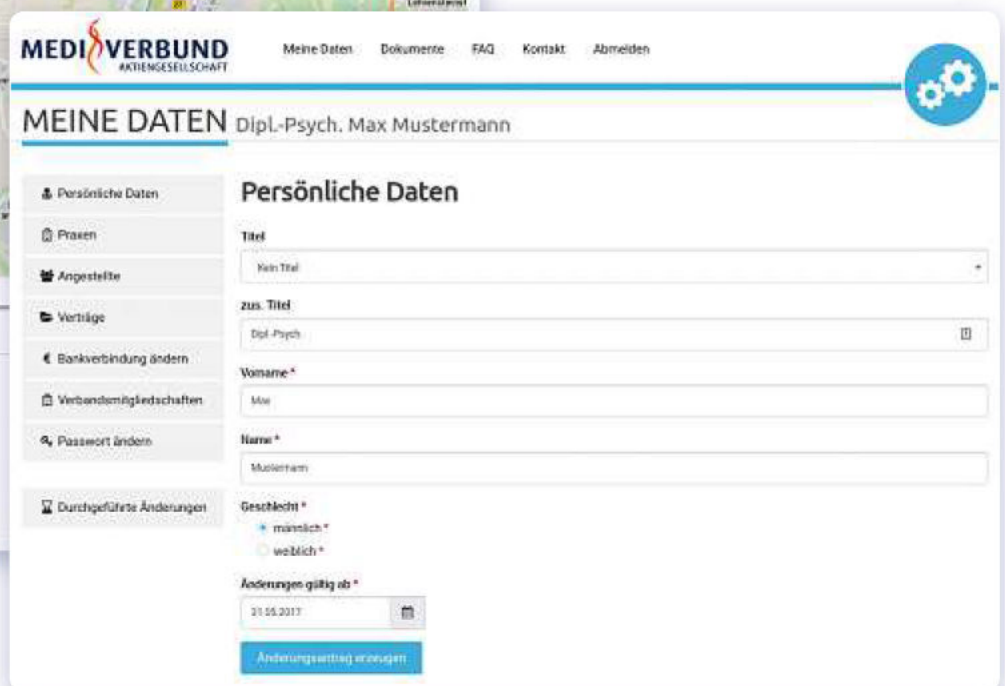 MEDIVERBUND
AKTIENGESELLSCHAFT
Meine Daten Dokumente FAQ Kontakt Abmelden
MEINE DATEN Dipl.-Psych. Max Mustermann
Persönliche Daten
Praxen
Angestellte
Verträge
Bankverbindung ändern
Verbandsmitgliedschaften
Passwort ändern
Durchgeführte Änderungen
Persönliche Daten
Titel
Kein Titel
zus. Titel
Dipl.-Psych
Vorname *
Max
Name *
Mustermann
Geschlecht *
männlich *
weiblich *
Änderungen gültig ab *
31.05.2017
Änderungsantrag erzeugen